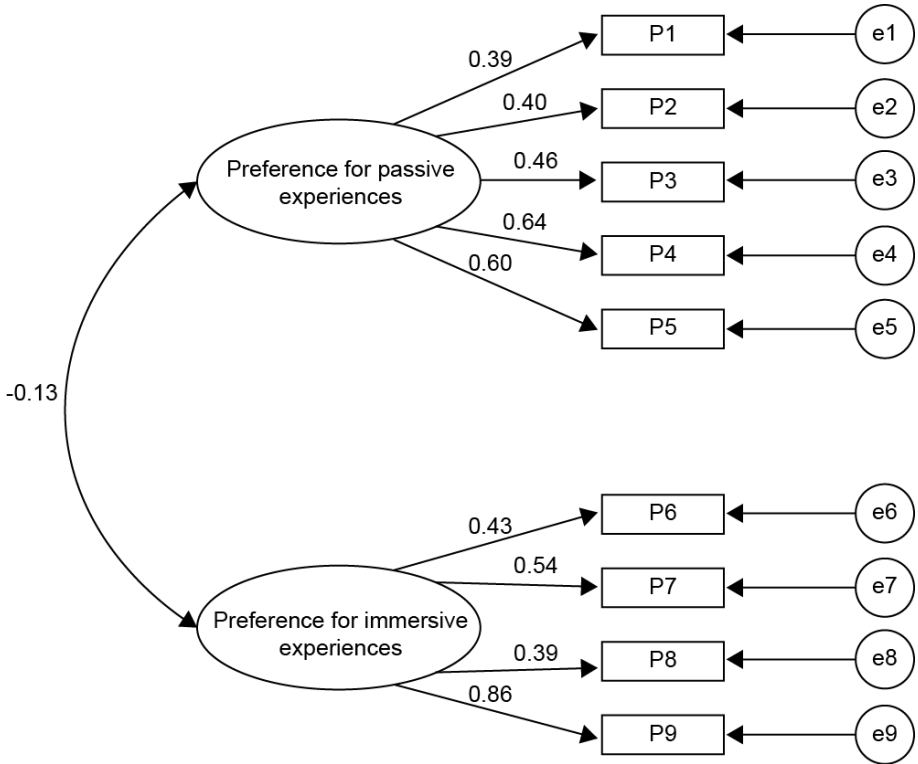 P1
e1
0.39
P2
e2
0.40
Preference for passive
experiences
0.46
P3
e3
0.64
P4
e4
0.60
P5
e5
-0.13
P6
e6
0.43
P7
e7
0.54
Preference for immersive
experiences
0.39
P8
e8
0.86
P9
e9